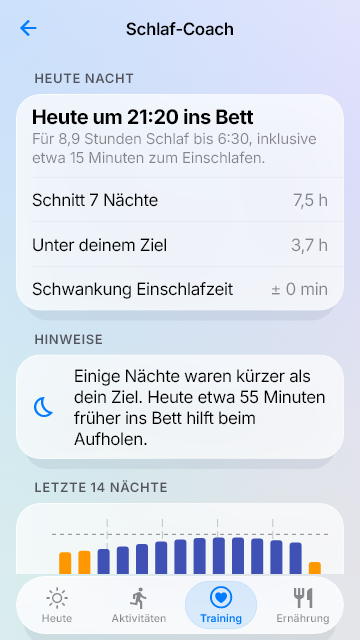 Schlaf-Coach
HEUTE NACHT
Heute um 21:20 ins Bett
Für 8,9 Stunden Schlaf bis 6:30, inklusive
etwa 15 Minuten zum Einschlafen.
Schnitt 7 Nächte 7,5 h
Unter deinem Ziel 3,7 h
Schwankung Einschlafzeit ± 0 min
HINWEISE
Einige Nächte waren kürzer als
dein Ziel. Heute etwa 55 Minuten
früher ins Bett hilft beim
Aufholen.
LETZTE 14 NÄCHTE
Heute Aktivitäten Training Ernährung